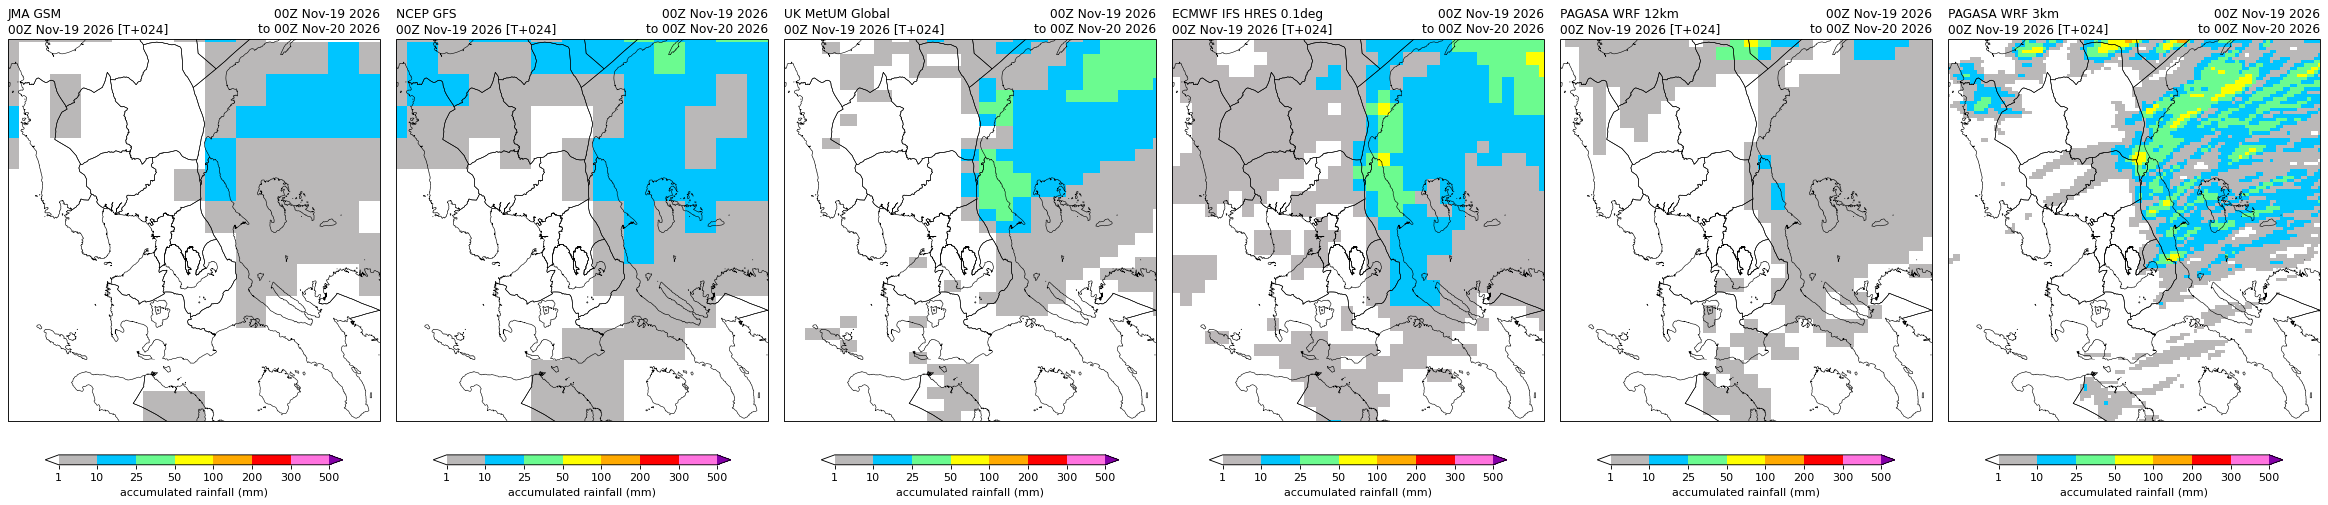 JMA GSM 00Z Nov-19 2026
00Z Nov-19 2026 [T+024] to 00Z Nov-20 2026
1 10 25 50 100 200 300 500
accumulated rainfall (mm)
NCEP GFS 00Z Nov-19 2026
00Z Nov-19 2026 [T+024] to 00Z Nov-20 2026
1 10 25 50 100 200 300 500
accumulated rainfall (mm)
UK MetUM Global 00Z Nov-19 2026
00Z Nov-19 2026 [T+024] to 00Z Nov-20 2026
1 10 25 50 100 200 300 500
accumulated rainfall (mm)
ECMWF IFS HRES 0.1deg 00Z Nov-19 2026
00Z Nov-19 2026 [T+024] to 00Z Nov-20 2026
1 10 25 50 100 200 300 500
accumulated rainfall (mm)
PAGASA WRF 12km 00Z Nov-19 2026
00Z Nov-19 2026 [T+024] to 00Z Nov-20 2026
1 10 25 50 100 200 300 500
accumulated rainfall (mm)
PAGASA WRF 3km 00Z Nov-19 2026
00Z Nov-19 2026 [T+024] to 00Z Nov-20 2026
1 10 25 50 100 200 300 500
accumulated rainfall (mm)